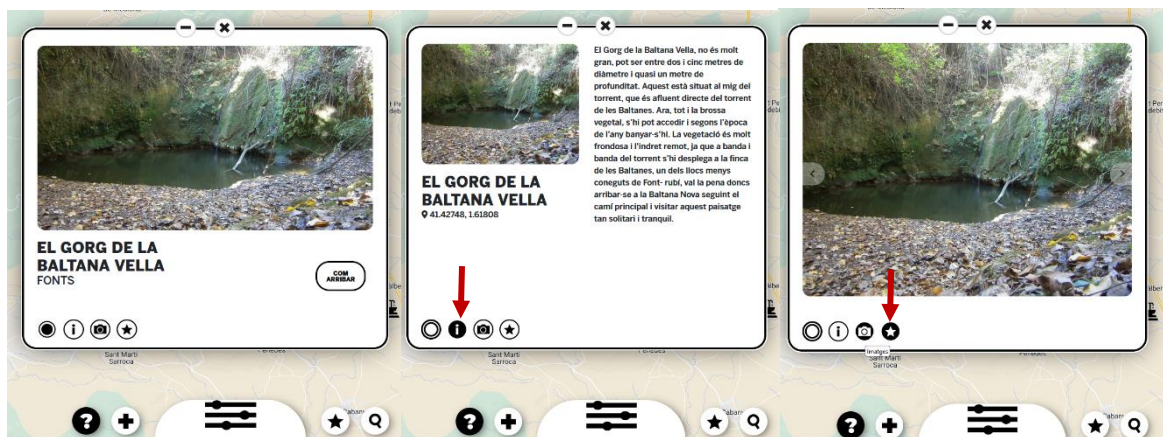 EL GORG DE LA
BALTANA VELLA
FONTS
COM
ARRIBAR
Sant Martí
Sarroca
EL GORG DE LA
BALTANA VELLA
41.42748, 1.61808
El Gorg de la Baltana Vella, no és molt
gran, pot ser entre dos i cinc metres de
diàmetre i quasi un metre de
profunditat. Aquest està situat al mig del
torrent, que és afluent directe del torrent
de les Baltanes. Ara, tot i la brossa
vegetal, s'hi pot accedir i segons l'època
de l'any banyar-s'hi. La vegetació és molt
frondosa i l'indret remot, ja que a banda i
banda del torrent s'hi desplega a la finca
de les Baltanes, un dels llocs menys
coneguts de Font- rubí, val la pena doncs
arribar-se a la Baltana Nova seguint el
camí principal i visitar aquest paisatge
tan solitari i tranquil.
Sant Martí
Sarroca
Imatges
Sant Martí
Sarroca